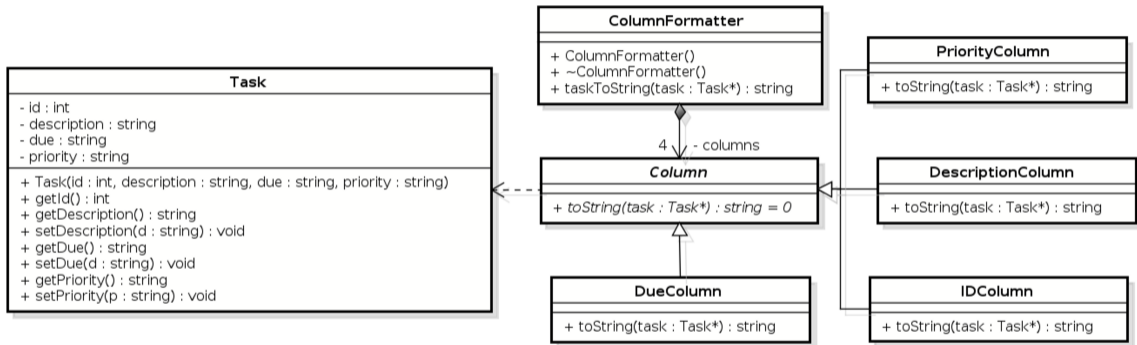 Task
- id : int
- description : string
- due : string
- priority : string
+ Task(id : int, description : string, due : string, priority : string)
+ getId() : int
+ getDescription() : string
+ setDescription(d : string) : void
+ getDue() : string
+ setDue(d : string) : void
+ getPriority() : string
+ setPriority(p : string) : void
ColumnFormatter
+ ColumnFormatter()
+ ~ColumnFormatter()
+ taskToString(task : Task*) : string
4 - columns
Column
+ toString(task : Task*) : string = 0
DueColumn
+ toString(task : Task*) : string
PriorityColumn
+ toString(task : Task*) : string
DescriptionColumn
+ toString(task : Task*) : string
IDColumn
+ toString(task : Task*) : string